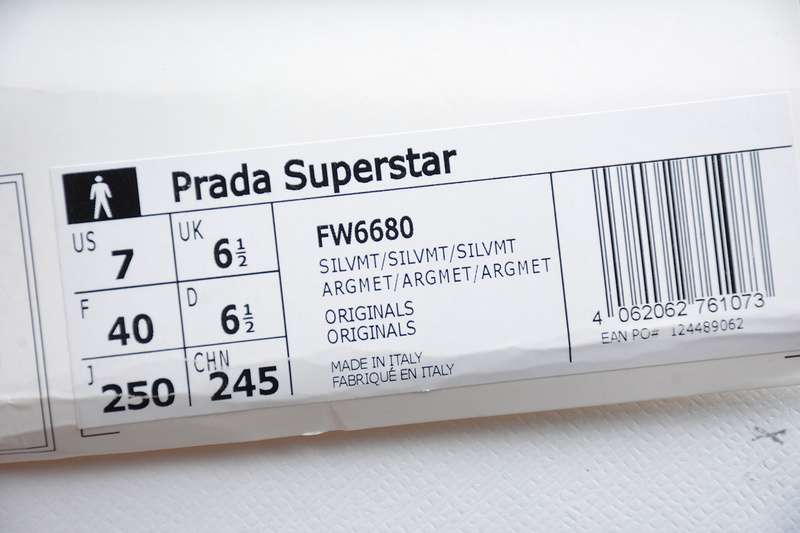 Prada Superstar
US 7
UK 6½
F 40
D 6½
J 250
CHN 245
FW6680
SILVMT/SILVMT/SILVMT
ARGMET/ARGMET/ARGMET
ORIGINALS
ORIGINALS
MADE IN ITALY
FABRIQUÉ EN ITALY
4 062062 761073
EAN PO# 124489062